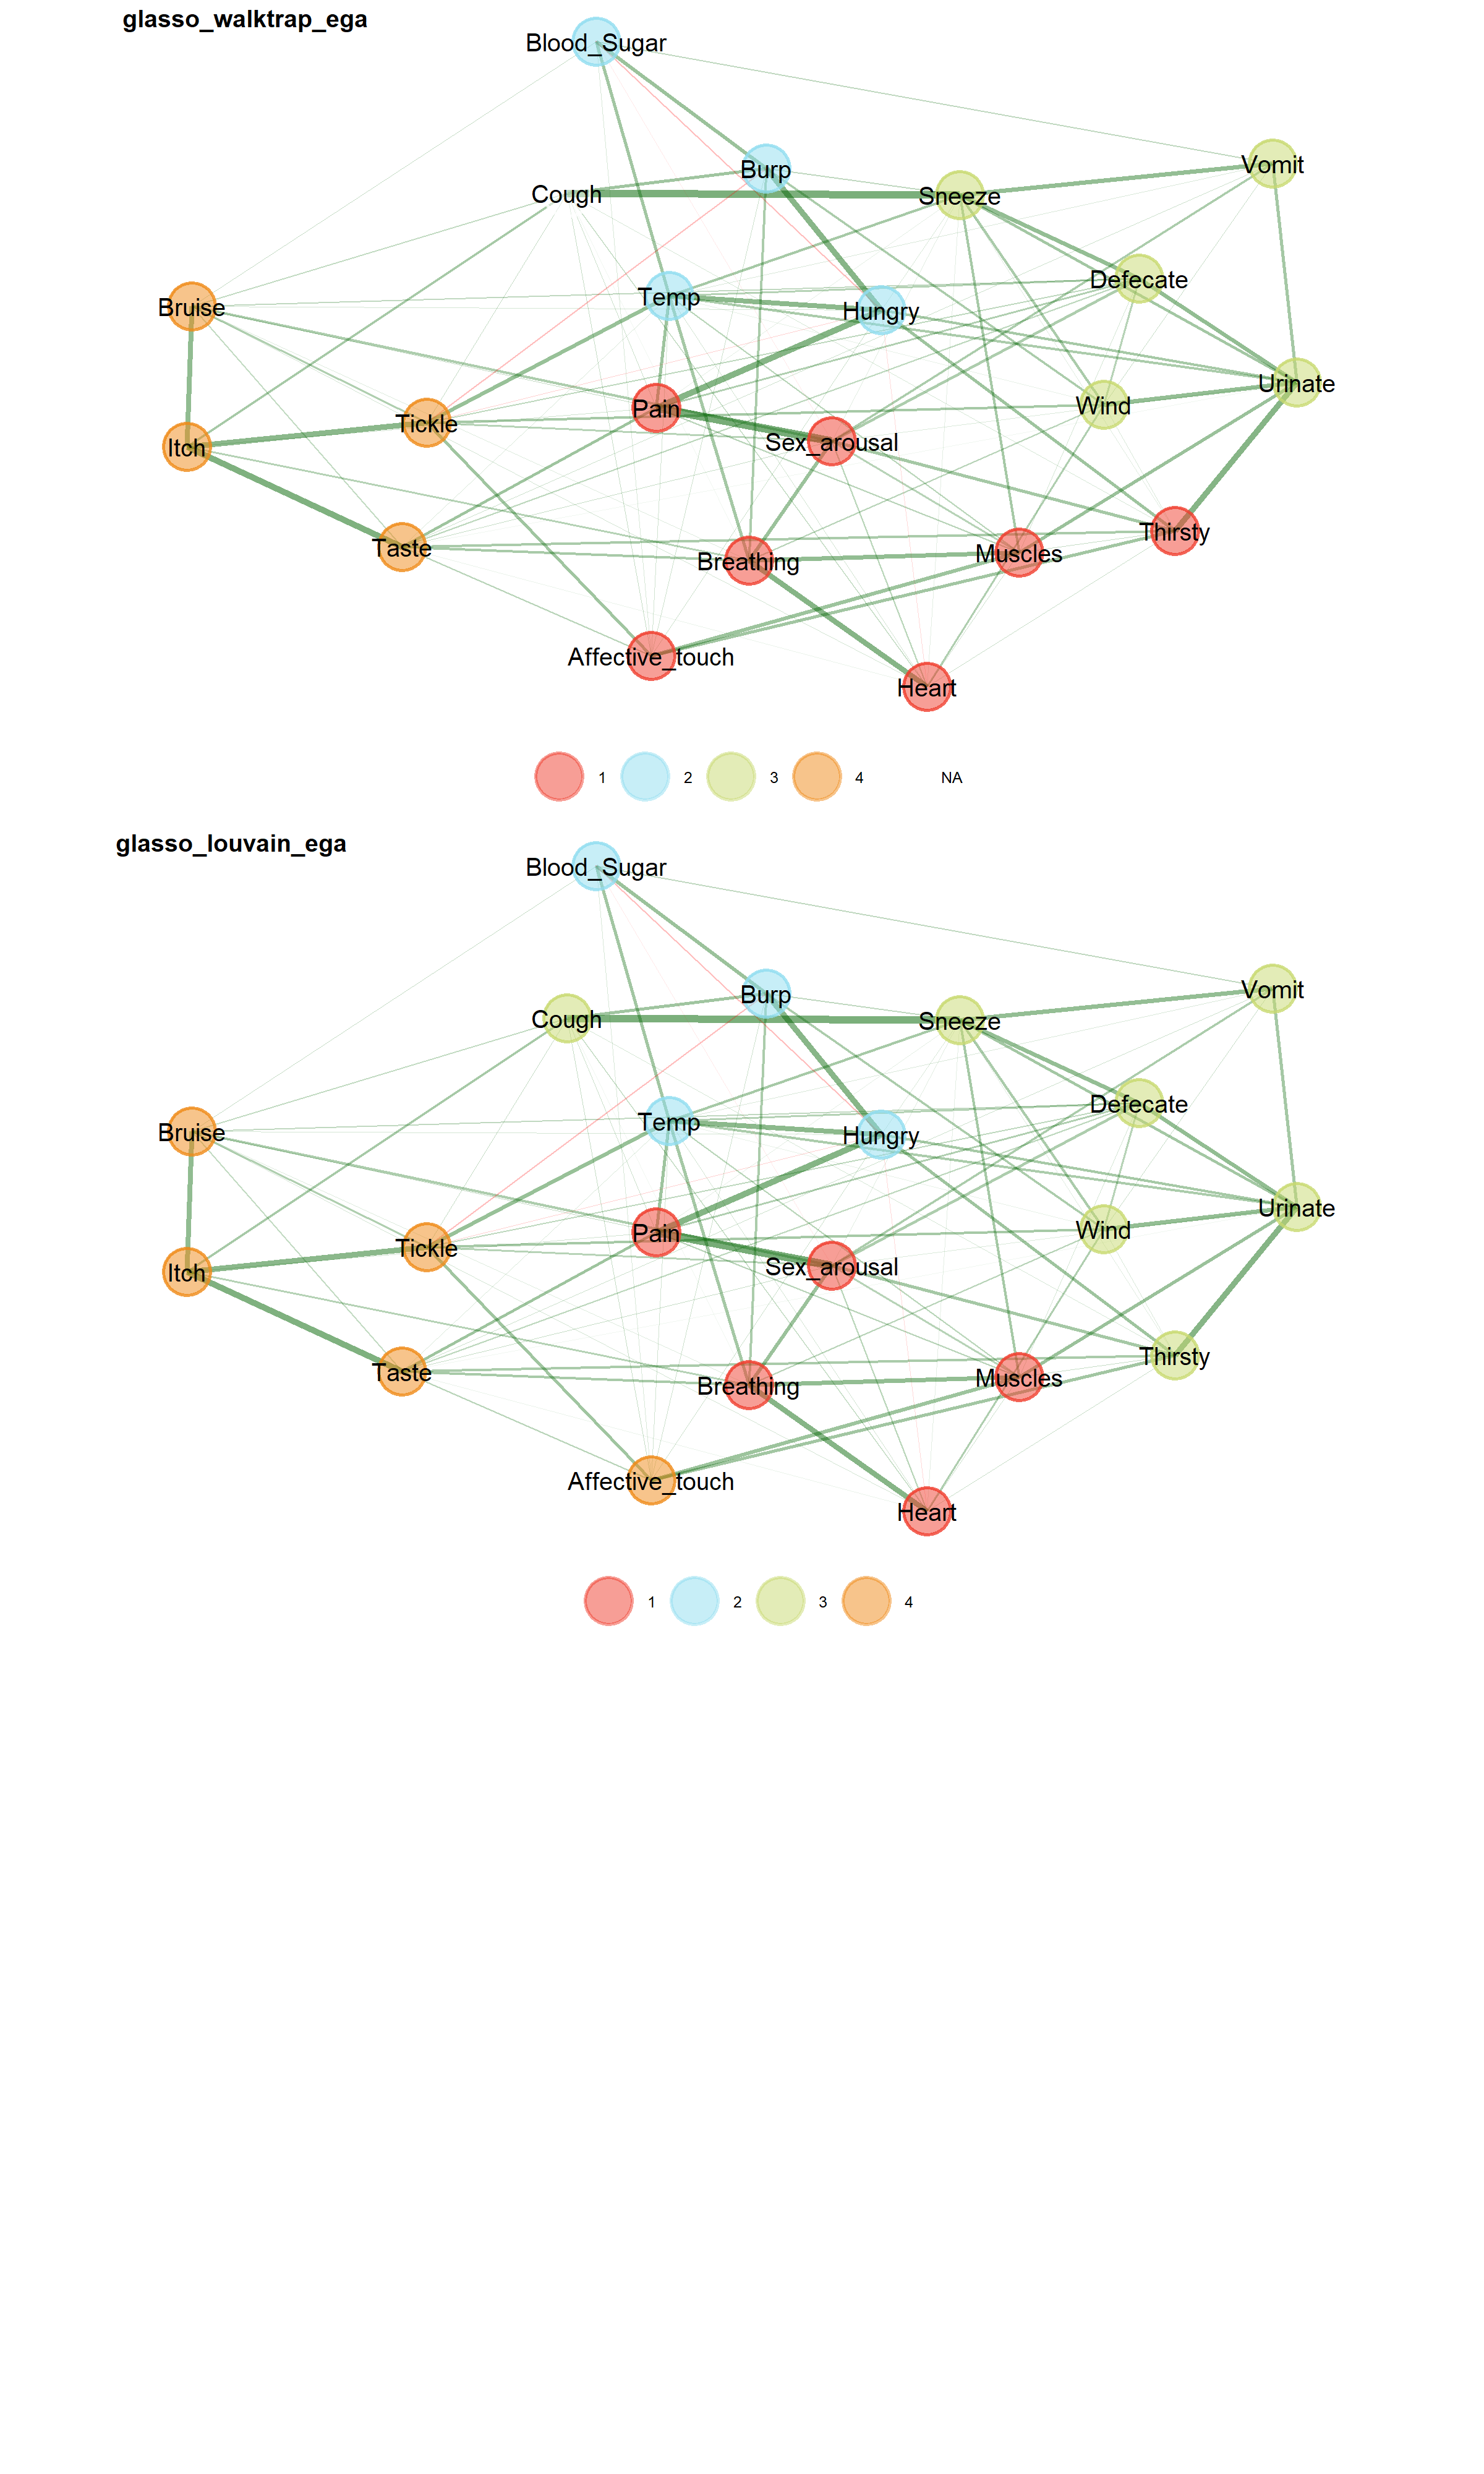 glasso_walktrap_ega
Blood_Sugar
Vomit
Burp
Cough
Sneeze
Defecate
Temp
Bruise
Hungry
Urinate
Wind
Pain
Tickle
Sex_arousal
Itch
Thirsty
Taste
Muscles
Breathing
Affective_touch
Heart
1 2 3 4 NA
glasso_louvain_ega
Blood_Sugar
Vomit
Burp
Cough
Sneeze
Defecate
Temp
Bruise
Hungry
Urinate
Wind
Pain
Tickle
Sex_arousal
Itch
Thirsty
Taste
Muscles
Breathing
Affective_touch
Heart
1 2 3 4